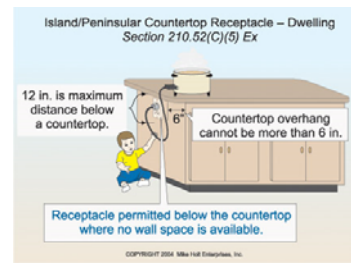 Island/Peninsular Countertop Receptacle – Dwelling
Section 210.52(C)(5) Ex
12 in. is maximum
distance below
a countertop.
6"
Countertop overhang
cannot be more than 6 in.
Receptacle permitted below the countertop
where no wall space is available.
COPYRIGHT 2004 Mike Holt Enterprises, Inc.